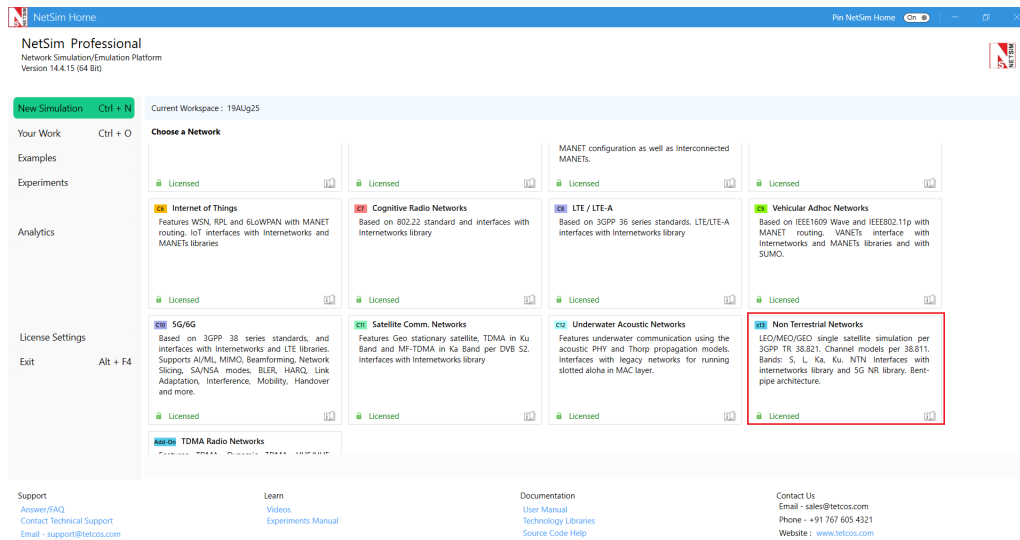 NetSim Home
Pin NetSim Home On
NetSim Professional
Network Simulation/Emulation Platform
Version 14.4.15 (64 Bit)
NETSIM
New Simulation Ctrl + N
Your Work Ctrl + O
Examples
Experiments
Analytics
License Settings
Exit Alt + F4
Current Workspace : 19AUg25
Choose a Network
Licensed
Licensed
MANET configuration as well as Interconnected
MANETs.
Licensed
Licensed
C6 Internet of Things
Features WSN, RPL and 6LoWPAN with MANET
routing. IoT interfaces with Internetworks and
MANETs libraries
Licensed
C7 Cognitive Radio Networks
Based on 802.22 standard and interfaces with
Internetworks library
Licensed
C8 LTE / LTE-A
Based on 3GPP 36 series standards. LTE/LTE-A
interfaces with Internetworks library
Licensed
C9 Vehicular Adhoc Networks
Based on IEEE1609 Wave and IEEE802.11p with
MANET routing. VANETs interface with
Internetworks and MANETs libraries and with
SUMO.
Licensed
C10 5G/6G
Based on 3GPP 38 series standards, and
interfaces with Internetworks and LTE libraries.
Supports AI/ML, MIMO, Beamforming, Network
Slicing, SA/NSA modes, BLER, HARQ, Link
Adaptation, Interference, Mobility, Handover
and more.
Licensed
C11 Satellite Comm. Networks
Features Geo stationary satellite, TDMA in Ku
Band and MF-TDMA in Ka Band per DVB S2.
Interfaces with Internetworks library
Licensed
C12 Underwater Acoustic Networks
Features underwater communication using the
acoustic PHY and Thorp propagation models.
Interfaces with legacy networks for running
slotted aloha in MAC layer.
Licensed
c13 Non Terrestrial Networks
LEO/MEO/GEO single satellite simulation per
3GPP TR 38.821. Channel models per 38.811.
Bands: S, L, Ka, Ku. NTN Interfaces with
internetworks library and 5G NR library. Bent-
pipe architecture.
Licensed
Add-On TDMA Radio Networks
Support
Answer/FAQ
Contact Technical Support
Email - support@tetcos.com
Learn
Videos
Experiments Manual
Documentation
User Manual
Technology Libraries
Source Code Help
Contact Us
Email - sales@tetcos.com
Phone - +91 767 605 4321
Website : www.tetcos.com